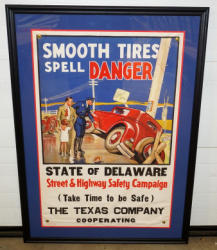 SMOOTH TIRES
SPELL DANGER
STATE OF DELAWARE
Street & Highway Safety Campaign
(Take Time to be Safe)
THE TEXAS COMPANY
COOPERATING